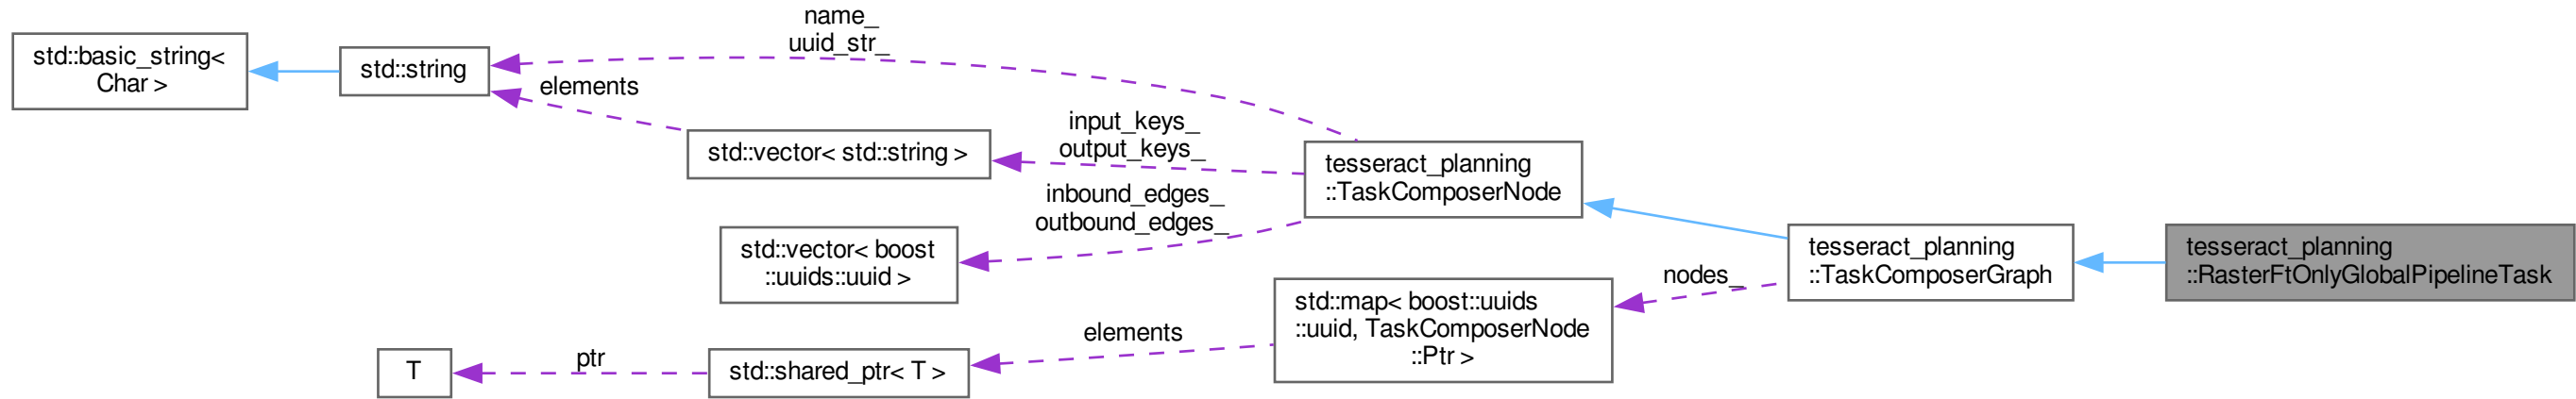 std::basic_string<
Char >
std::string
name_
uuid_str_
elements
std::vector< std::string >
input_keys_
output_keys_
inbound_edges_
outbound_edges_
std::vector< boost
::uuids::uuid >
tesseract_planning
::TaskComposerNode
tesseract_planning
::TaskComposerGraph
tesseract_planning
::RasterFtOnlyGlobalPipelineTask
nodes_
std::map< boost::uuids
::uuid, TaskComposerNode
::Ptr >
elements
std::shared_ptr< T >
ptr
T